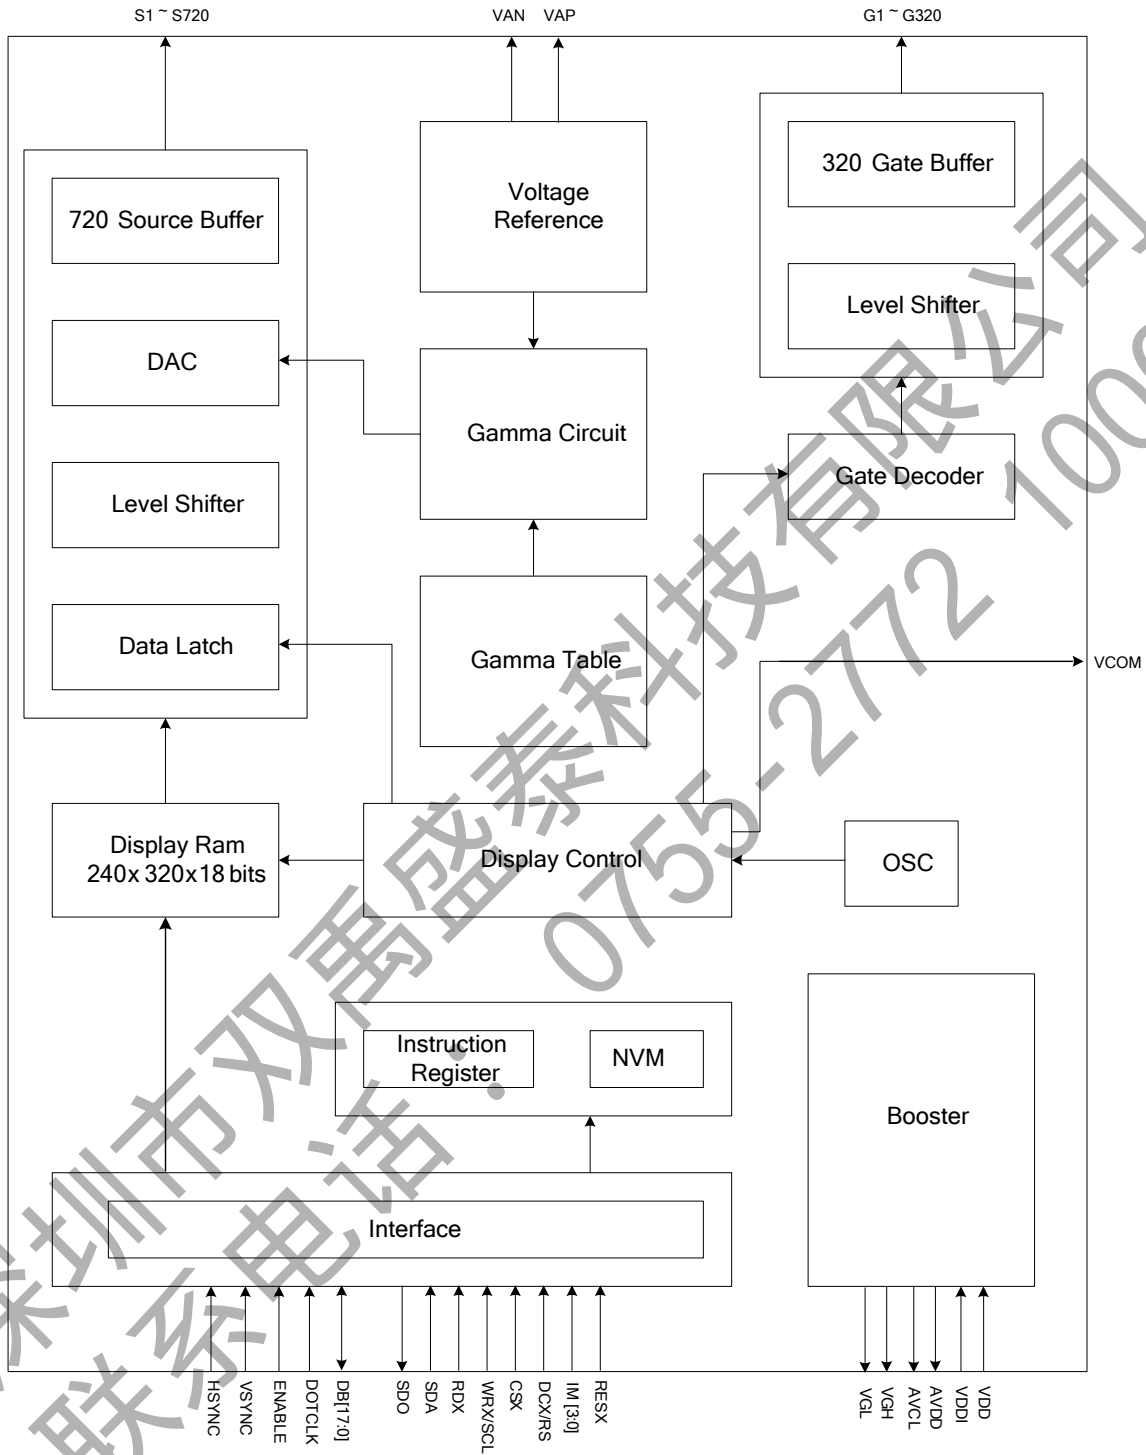 S1 ~ S720
VAN
VAP
G1 ~ G320
720 Source Buffer
Voltage
Reference
320 Gate Buffer
Level Shifter
DAC
Gamma Circuit
Gate Decoder
Level Shifter
Data Latch
Gamma Table
VCOM
Display Ram
240x 320x18 bits
Display Control
OSC
Instruction
Register
NVM
Booster
Interface
HSYNC
VSYNC
ENABLE
DOTCLK
DB[17:0]
SDO
SDA
RDX
WRX/SCL
CSX
DCX/RS
IM [3:0]
RESX
VGL
VGH
AVCL
AVDD
VDDI
VDD
深圳市双禹盛泰科技有限公司
联系电话： 0755-2772